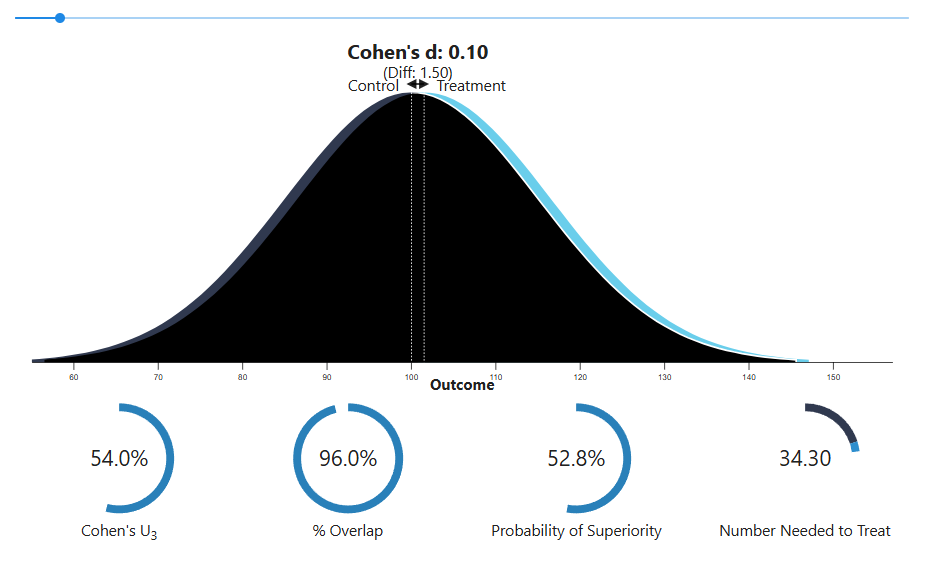 Cohen's d: 0.10
(Diff: 1.50)
Control Treatment
60 70 80 90 100 110 120 130 140 150
Outcome
54.0% 96.0% 52.8% 34.30
Cohen's U₃ % Overlap Probability of Superiority Number Needed to Treat